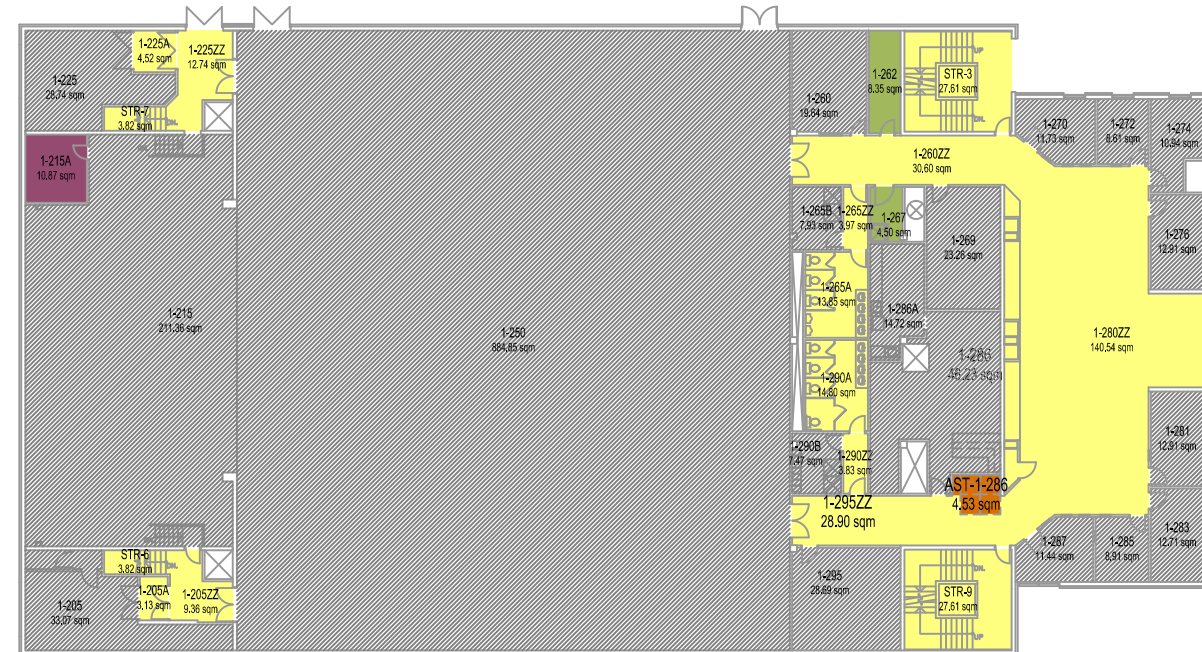 1-225A
4.52 sqm
1-225ZZ
12.74 sqm
1-225
28.74 sqm
STR-7
3.82 sqm
DN.
1-215A
10.87 sqm
1-215
211.36 sqm
STR-6
3.82 sqm
DN.
1-205A
3.13 sqm
1-205ZZ
9.36 sqm
1-205
33.07 sqm
1-250
884.85 sqm
1-260
19.64 sqm
1-262
8.35 sqm
UP
STR-3
27.61 sqm
DN.
1-260ZZ
30.60 sqm
1-270
11.73 sqm
1-272
8.61 sqm
1-274
10.94 sqm
1-265B
7.93 sqm
1-265ZZ
3.97 sqm
1-267
4.50 sqm
1-269
23.26 sqm
1-276
12.91 sqm
1-265A
13.85 sqm
1-286A
14.72 sqm
1-280ZZ
140.54 sqm
1-286
46.23 sqm
1-290A
14.80 sqm
1-290B
7.47 sqm
1-290ZZ
3.83 sqm
1-281
12.91 sqm
AST-1-286
4.53 sqm
1-295ZZ
28.90 sqm
1-283
12.71 sqm
1-287
11.44 sqm
1-285
8.91 sqm
1-295
28.69 sqm
DN.
STR-9
27.61 sqm
UP